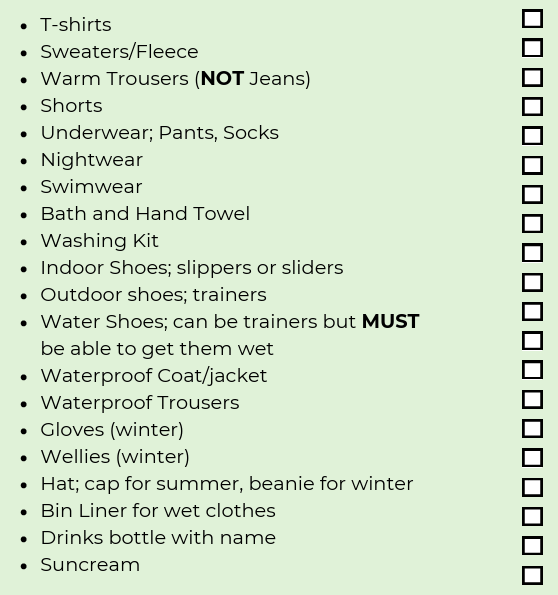 • T-shirts
• Sweaters/Fleece
• Warm Trousers (NOT Jeans)
• Shorts
• Underwear; Pants, Socks
• Nightwear
• Swimwear
• Bath and Hand Towel
• Washing Kit
• Indoor Shoes; slippers or sliders
• Outdoor shoes; trainers
• Water Shoes; can be trainers but MUST
be able to get them wet
• Waterproof Coat/jacket
• Waterproof Trousers
• Gloves (winter)
• Wellies (winter)
• Hat; cap for summer, beanie for winter
• Bin Liner for wet clothes
• Drinks bottle with name
• Suncream